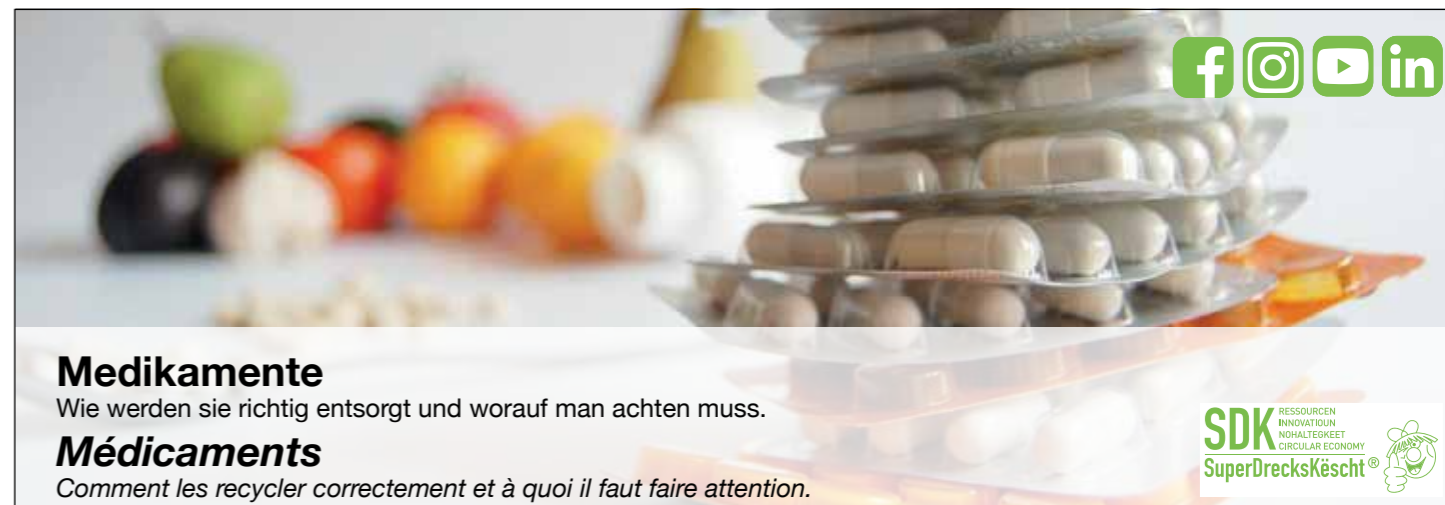 Medikamente
Wie werden sie richtig entsorgt und worauf man achten muss.
Médicaments
Comment les recycler correctement et à quoi il faut faire attention.
SDK
RESSOURCEN
INNOVATIOUN
NOHALTEGKEET
CIRCULAR ECONOMY
SuperDrecksKëscht®
f
in